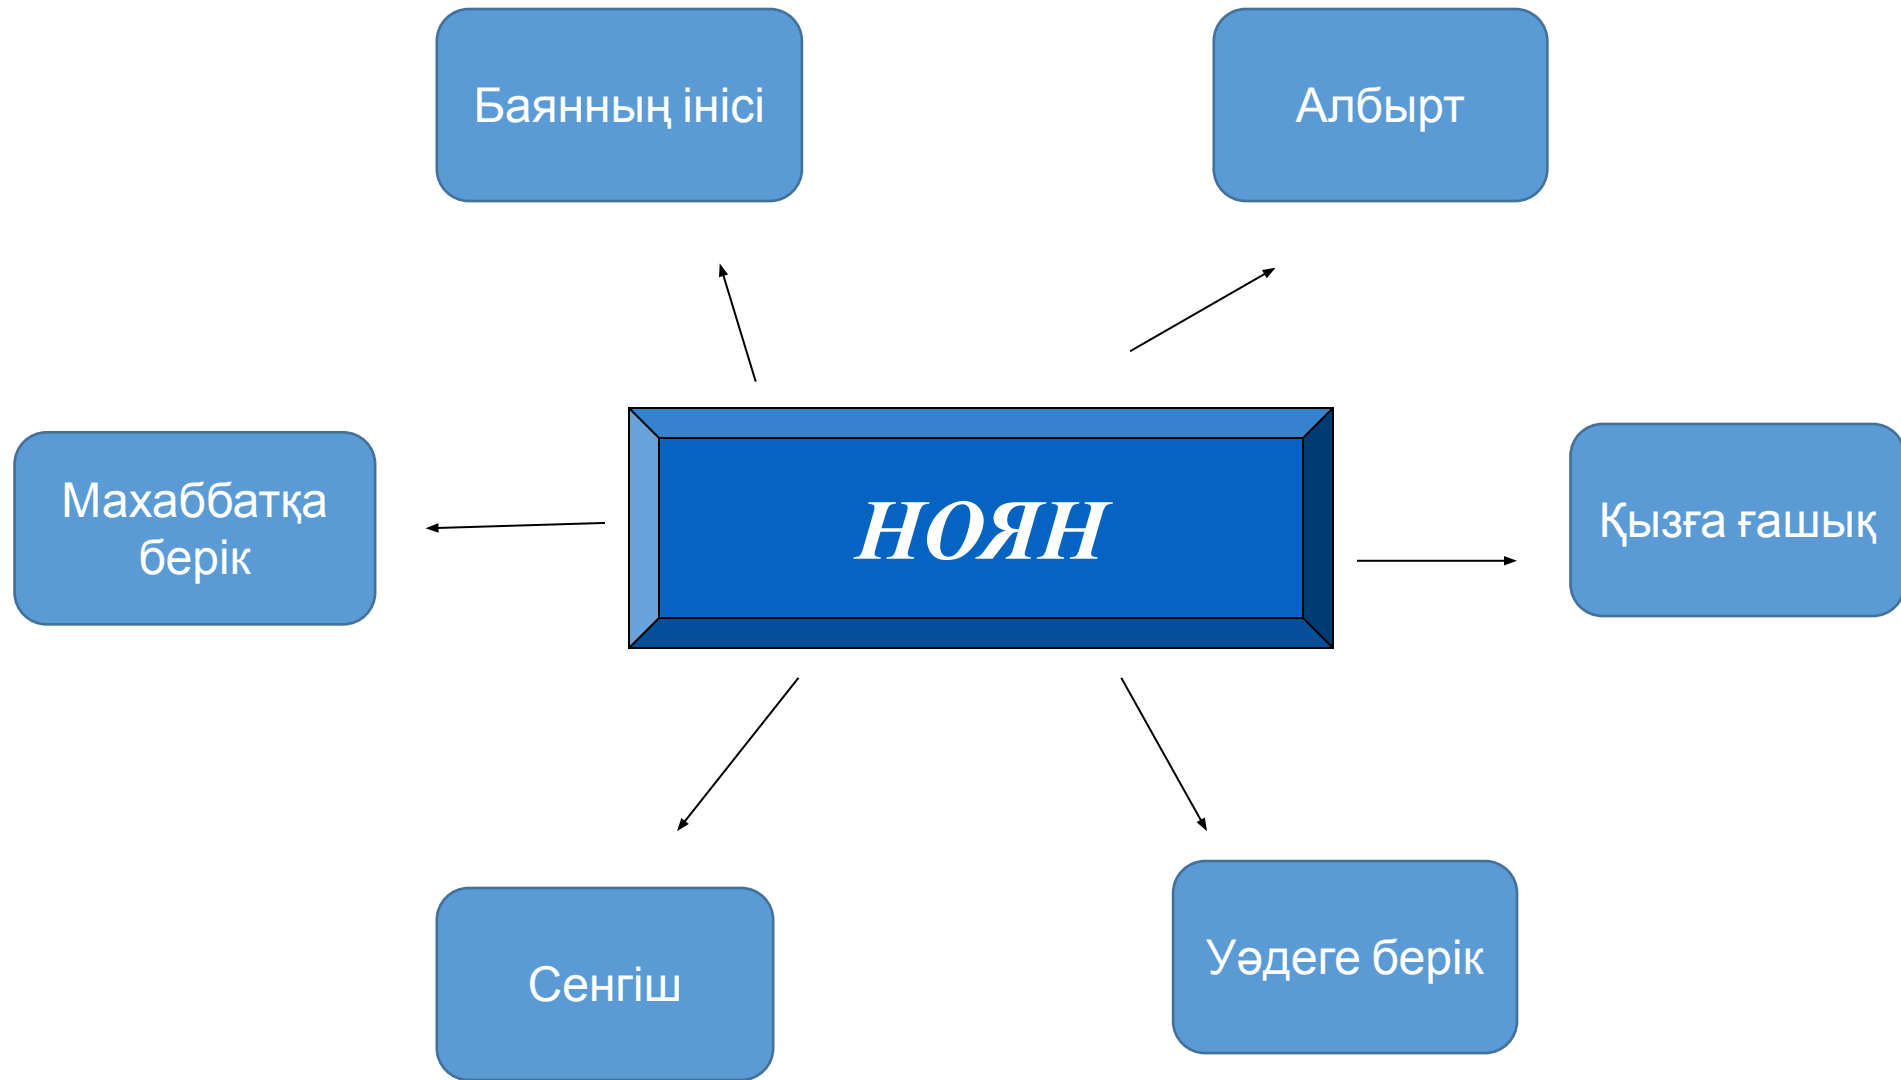 Баянның інісі
Албырт
Махаббатқа
берік
НОЯН
Қызға ғашық
Сенгіш
Уәдеге берік